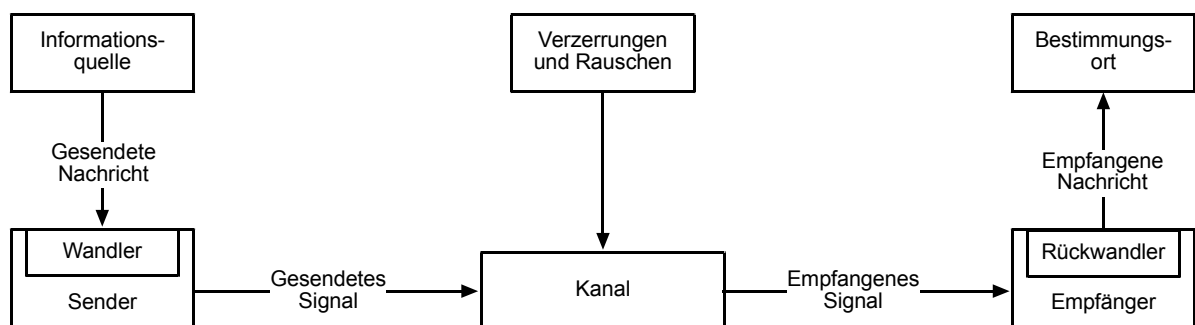 Informations-
quelle
Verzerrungen
und Rauschen
Bestimmungs-
ort
Gesendete
Nachricht
Empfangene
Nachricht
Wandler
Sender
Gesendetes
Signal
Kanal
Empfangenes
Signal
Rückwandler
Empfänger